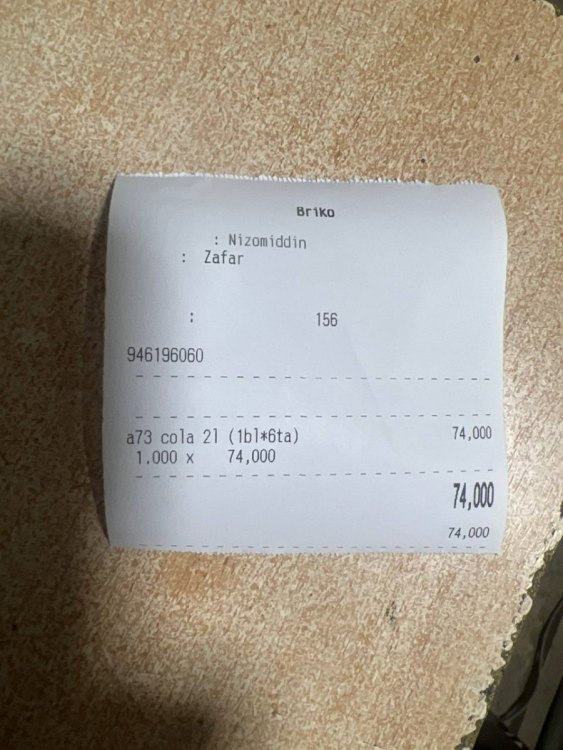 Briko
: Nizomiddin
: Zafar
: 156
946196060
a73 cola 2l (1bl*6ta) 74,000
1.000 x 74,000
74,000
74,000